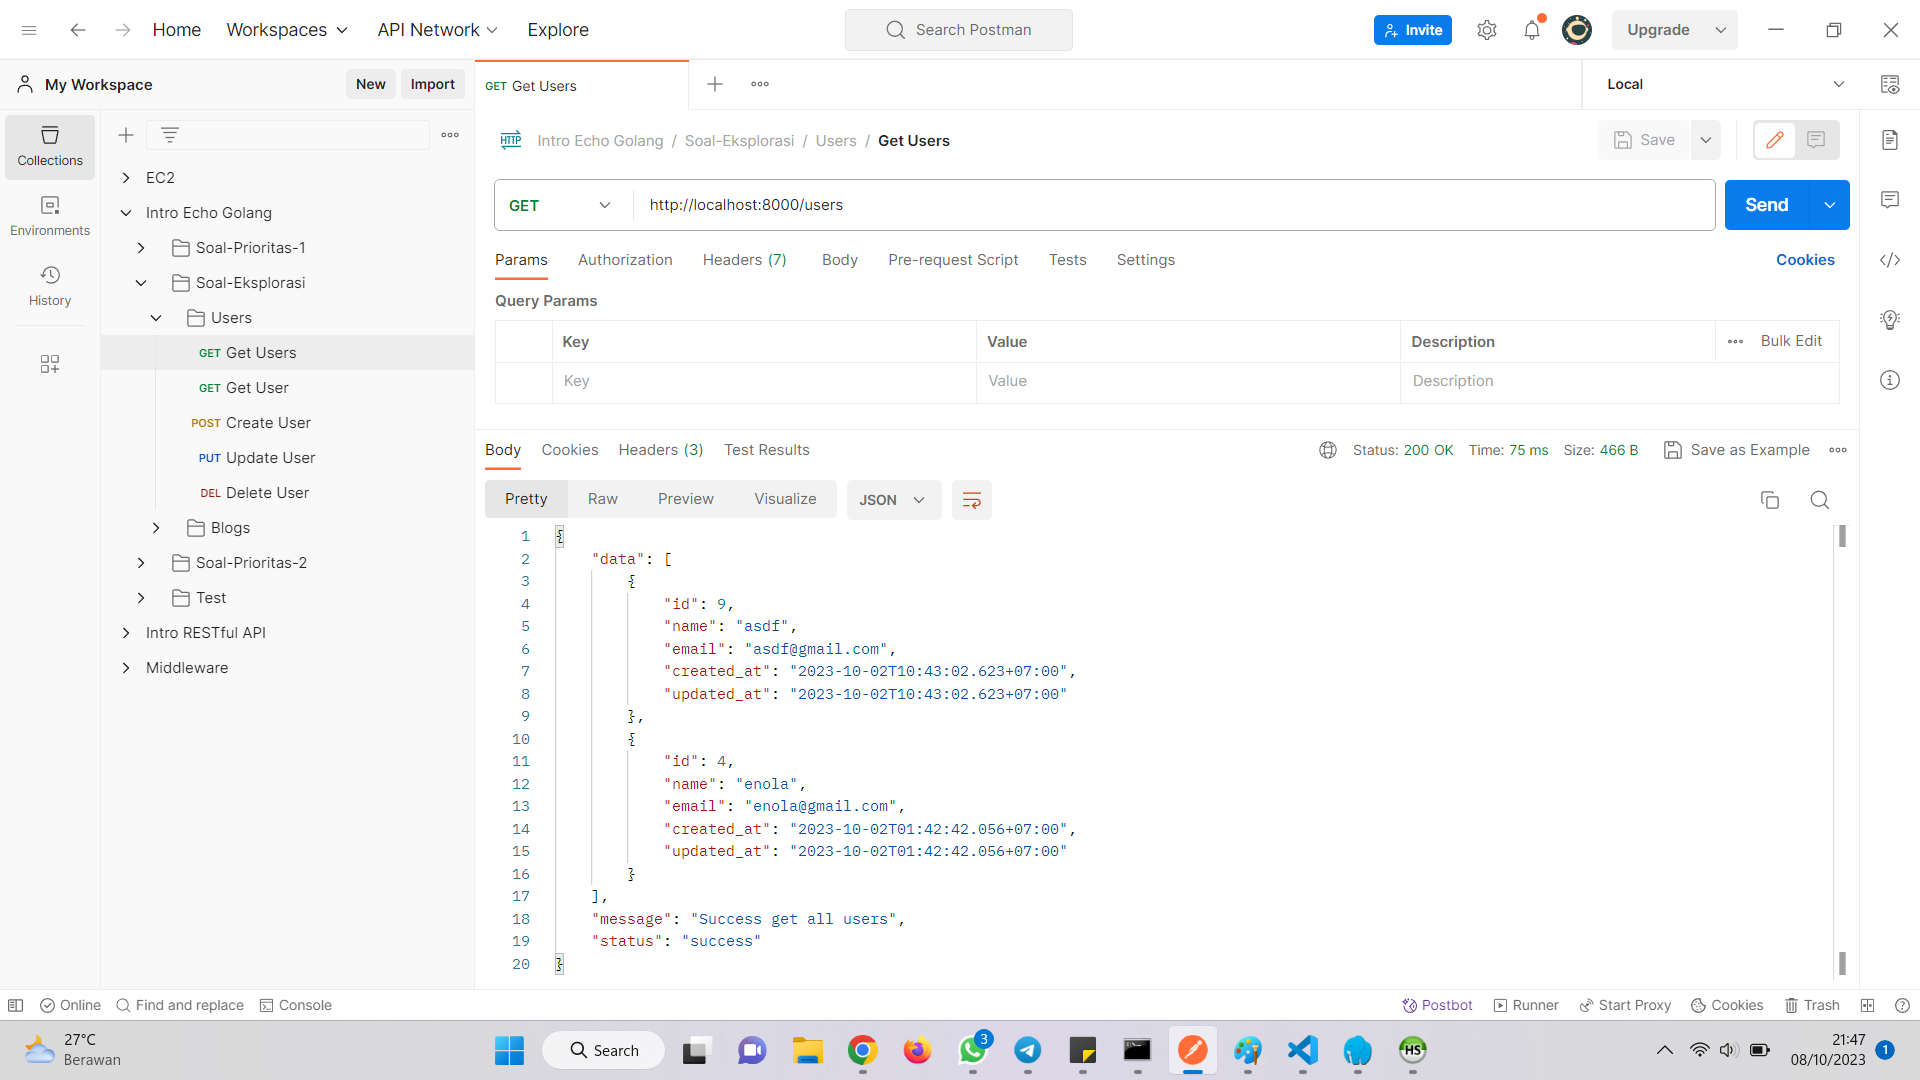 Home
Workspaces
API Network
Explore
Search Postman
Invite
Upgrade
My Workspace
New
Import
GET Get Users
Local
Collections
Environments
History
EC2
Intro Echo Golang
Soal-Prioritas-1
Soal-Eksplorasi
Users
GET Get Users
GET Get User
POST Create User
PUT Update User
DEL Delete User
Blogs
Soal-Prioritas-2
Test
Intro RESTful API
Middleware
HTTP Intro Echo Golang / Soal-Eksplorasi / Users / Get Users
Save
GET
http://localhost:8000/users
Send
Params
Authorization
Headers (7)
Body
Pre-request Script
Tests
Settings
Cookies
Query Params
Key
Value
Description
Bulk Edit
Key
Value
Description
Body
Cookies
Headers (3)
Test Results
Status: 200 OK
Time: 75 ms
Size: 466 B
Save as Example
Pretty
Raw
Preview
Visualize
JSON
1 {
2 "data": [
3 {
4 "id": 9,
5 "name": "asdf",
6 "email": "asdf@gmail.com",
7 "created_at": "2023-10-02T10:43:02.623+07:00",
8 "updated_at": "2023-10-02T10:43:02.623+07:00"
9 },
10 {
11 "id": 4,
12 "name": "enola",
13 "email": "enola@gmail.com",
14 "created_at": "2023-10-02T01:42:42.056+07:00",
15 "updated_at": "2023-10-02T01:42:42.056+07:00"
16 }
17 ],
18 "message": "Success get all users",
19 "status": "success"
20 }
Online
Find and replace
Console
Postbot
Runner
Start Proxy
Cookies
Trash
27°C
Berawan
Search
3
HS
21:47
08/10/2023
1